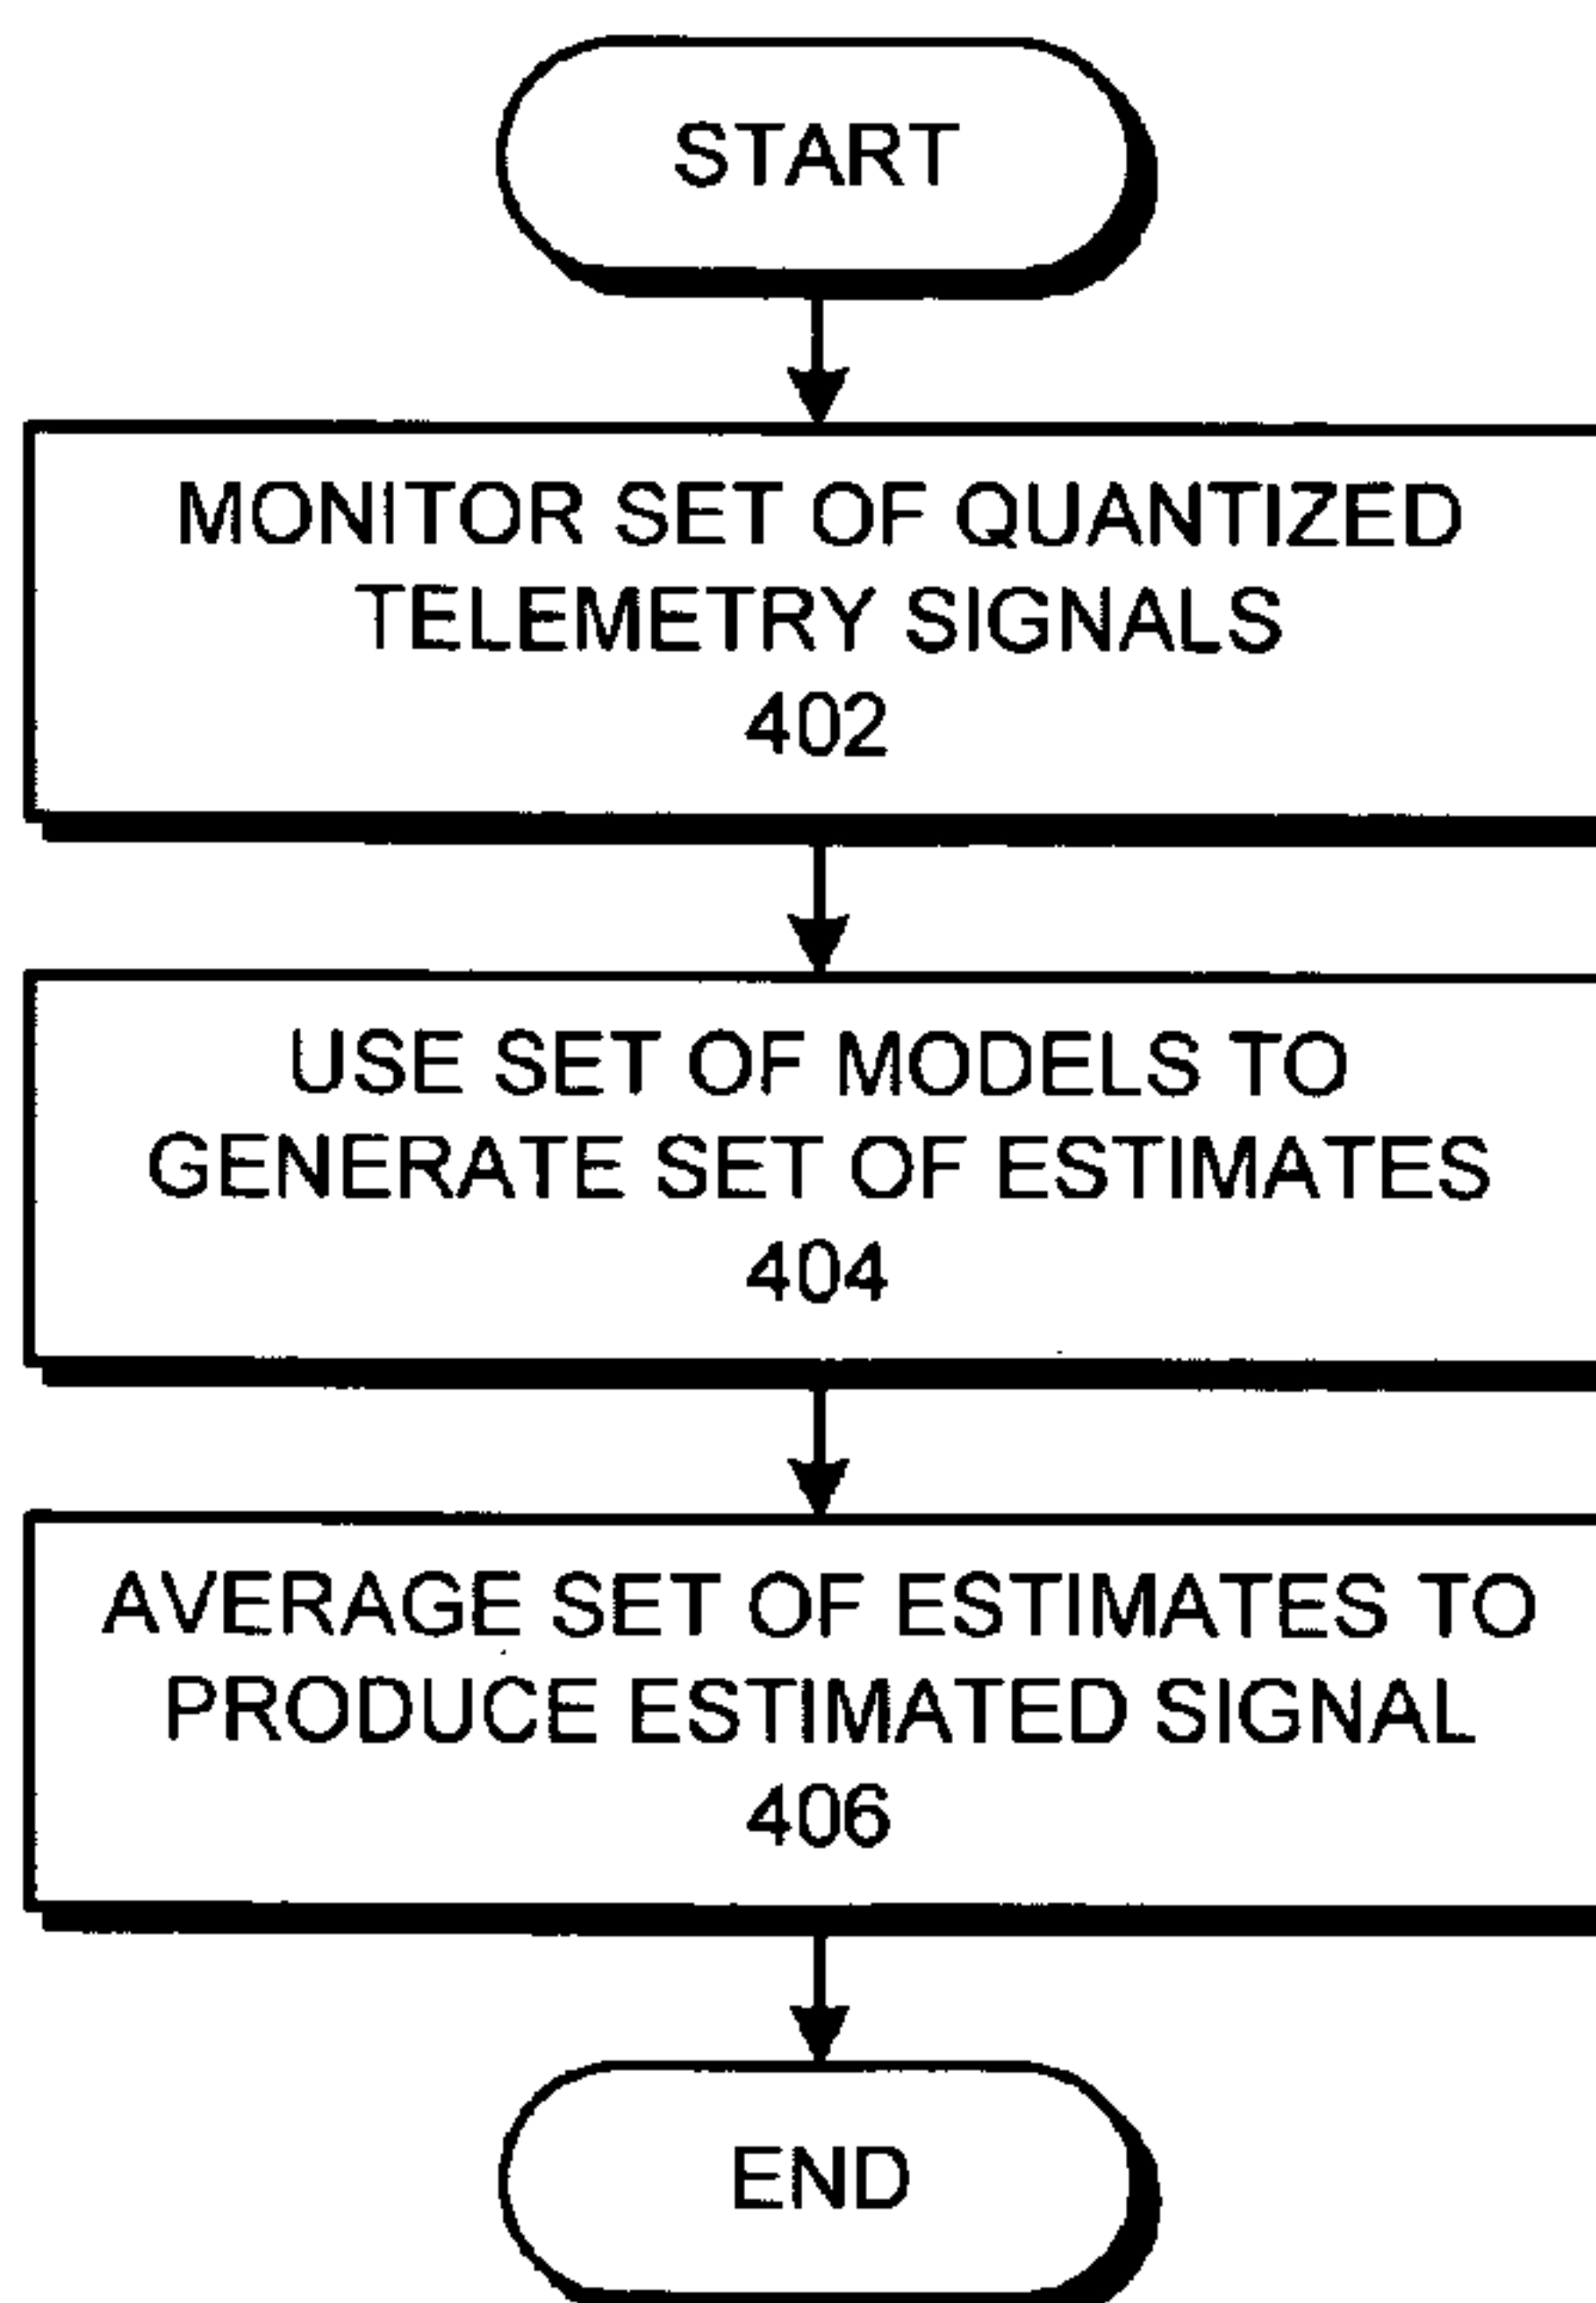 START
MONITOR SET OF QUANTIZED
TELEMETRY SIGNALS
402
USE SET OF MODELS TO
GENERATE SET OF ESTIMATES
404
AVERAGE SET OF ESTIMATES TO
PRODUCE ESTIMATED SIGNAL
406
END